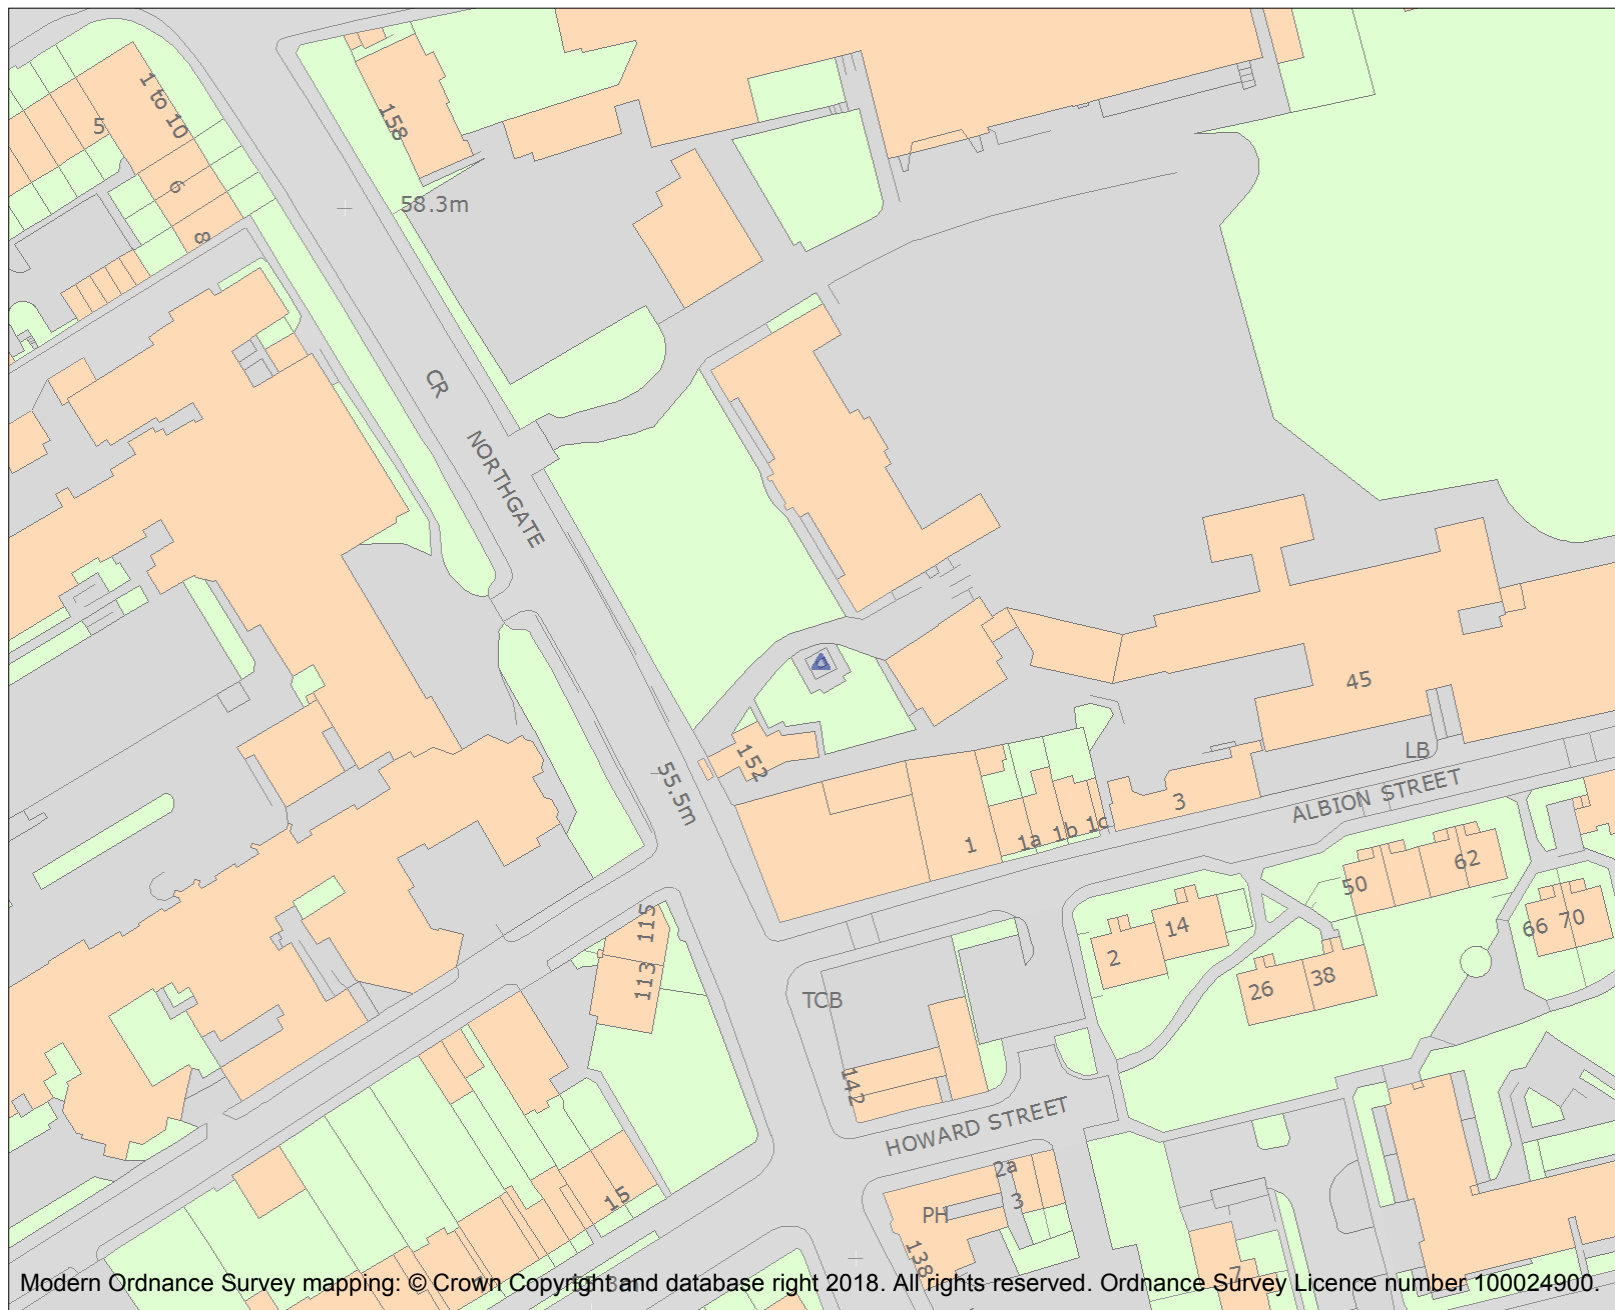 1 to 10
5
158
6
58.3m
8
CR
NORTHGATE
45
LB
152
55.5m
ALBION STREET
3
1
1a
1b
1c
62
50
115
14
66
70
2
113
38
26
TCB
142
HOWARD STREET
2a
15
3
PH
138
7
Modern Ordnance Survey mapping: © Crown Copyright and database right 2018. All rights reserved. Ordnance Survey Licence number 100024900.